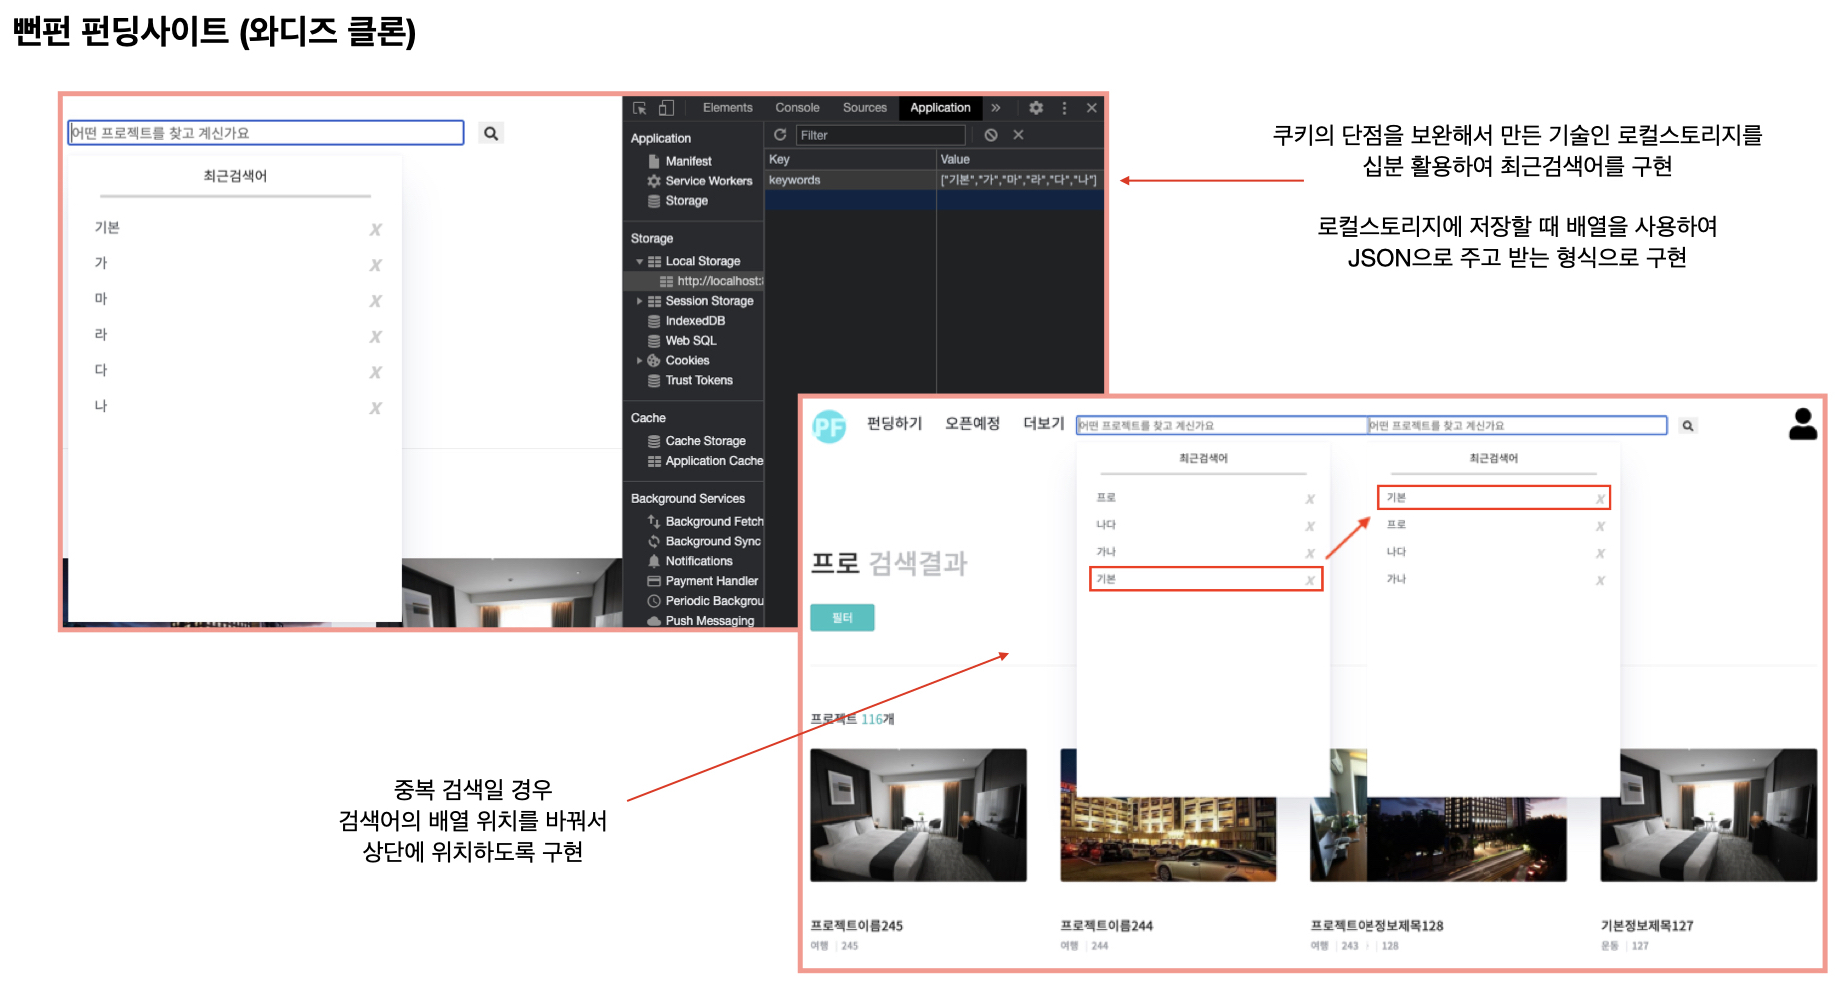 뻔펀 펀딩사이트 (와디즈 클론)
어떤 프로젝트를 찾고 계신가요
최근검색어
기본 X
가 X
마 X
라 X
다 X
나 X
Elements Console Sources Application »
Filter
Application
Manifest
Service Workers
Storage
Storage
Local Storage
http://localhost:
Session Storage
IndexedDB
Web SQL
Cookies
Trust Tokens
Cache
Cache Storage
Application Cache
Background Services
Background Fetch
Background Sync
Notifications
Payment Handler
Periodic Backgrou
Push Messaging
Key Value
keywords ["기본","가","마","라","다","나"]
쿠키의 단점을 보완해서 만든 기술인 로컬스토리지를
십분 활용하여 최근검색어를 구현
로컬스토리지에 저장할 때 배열을 사용하여
JSON으로 주고 받는 형식으로 구현
PF 펀딩하기 오픈예정 더보기 어떤 프로젝트를 찾고 계신가요 어떤 프로젝트를 찾고 계신가요
최근검색어
프로 X
나다 X
가나 X
기본 X
최근검색어
기본 X
프로 X
나다 X
가나 X
프로 검색결과
필터
프로젝트 116개
중복 검색일 경우
검색어의 배열 위치를 바꿔서
상단에 위치하도록 구현
프로젝트이름245
여행 | 245
프로젝트이름244
여행 | 244
프로젝트이본정보제목128
여행 | 243 | 128
기본정보제목127
운동 | 127